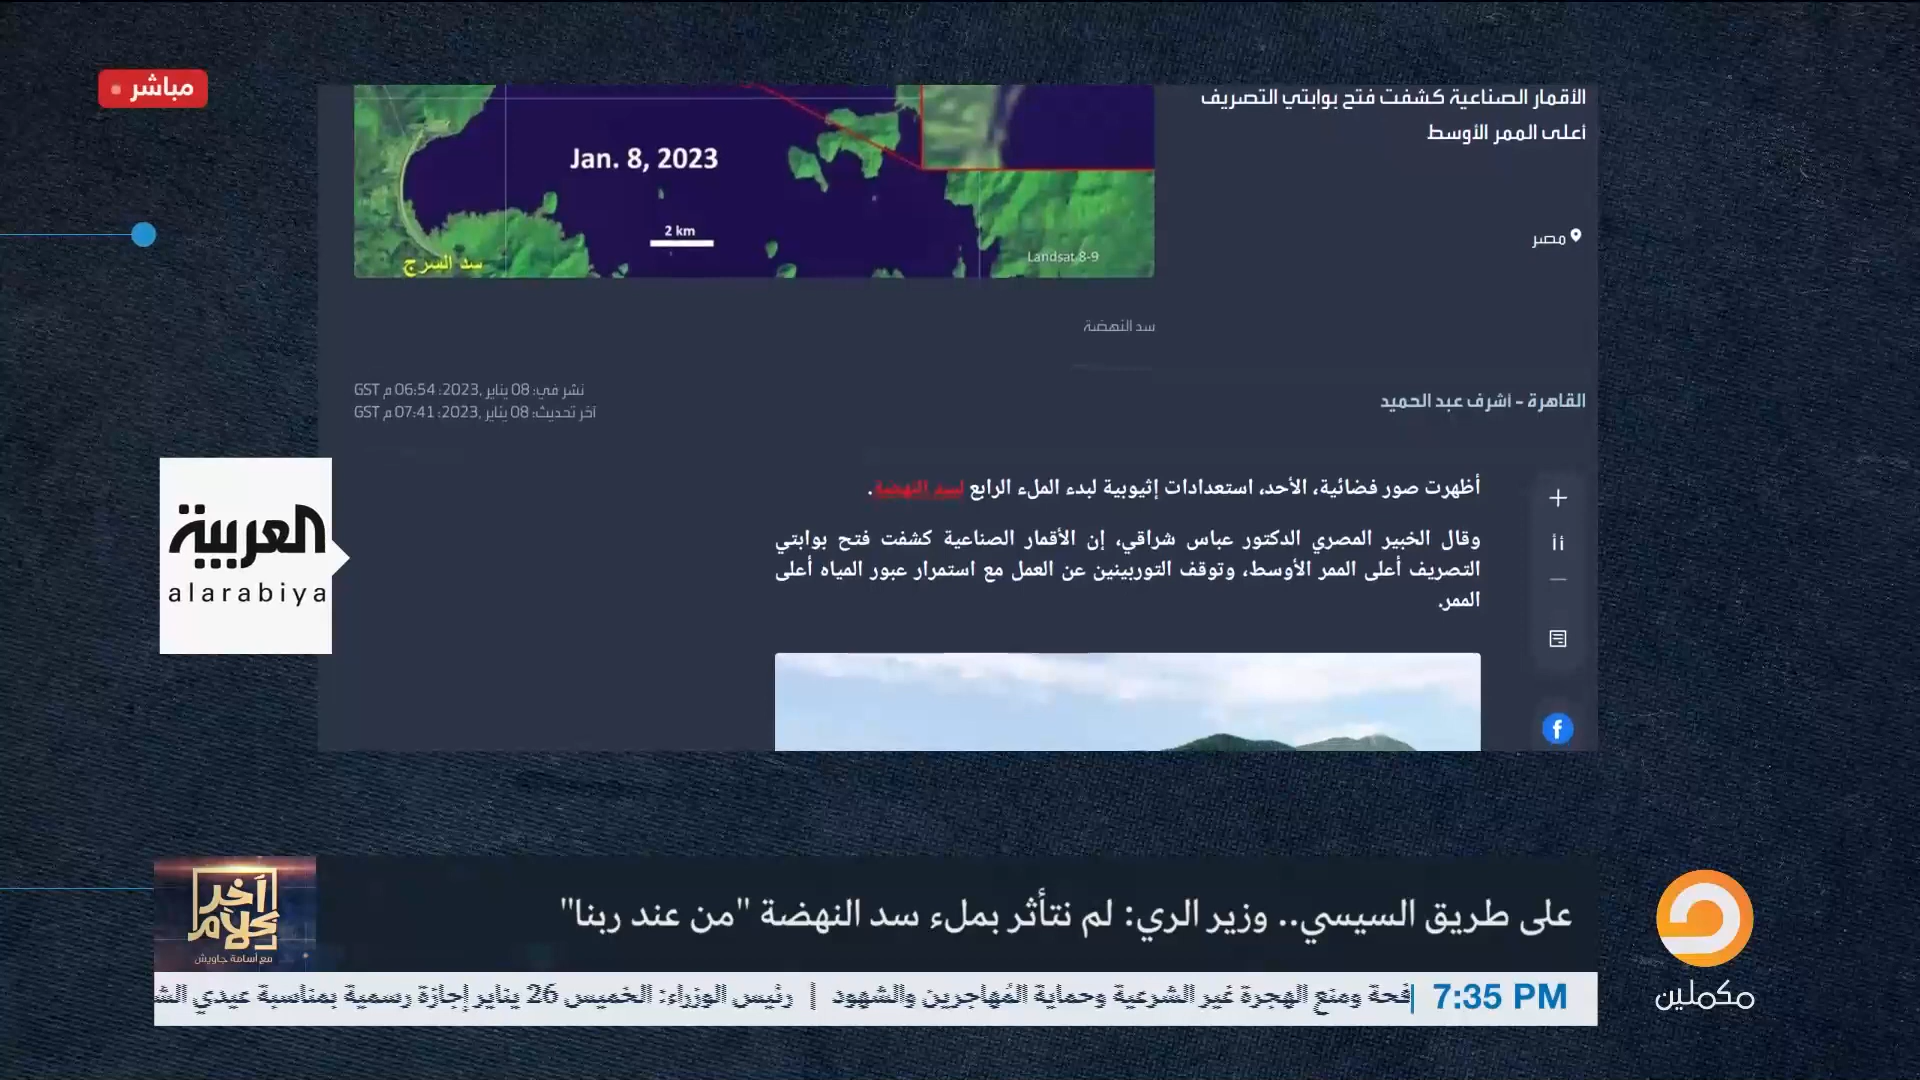 مباشر
الأقمار الصناعية كشفت فتح بوابتي التصريف
أعلى الممر الأوسط
Jan. 8, 2023
2 km
Landsat 8-9
سد السرج
مصر
سد النهضة
القاهرة - أشرف عبد الحميد
نشر في: 08 يناير ,2023: 06:54 م GST
آخر تحديث: 08 يناير ,2023: 07:41 م GST
أظهرت صور فضائية، الأحد، استعدادات إثيوبية لبدء الملء الرابع لسد النهضة.
وقال الخبير المصري الدكتور عباس شراقي، إن الأقمار الصناعية كشفت فتح بوابتي
التصريف أعلى الممر الأوسط، وتوقف التوربينين عن العمل مع استمرار عبور المياه أعلى
الممر.
أأ
العربية
alarabiya
آخر كلام
مع أسامة جاويش
على طريق السيسي.. وزير الري: لم نتأثر بملء سد النهضة "من عند ربنا"
7:35 PM
فحة ومنع الهجرة غير الشرعية وحماية المُهاجرين والشهود | رئيس الوزراء: الخميس 26 يناير إجازة رسمية بمناسبة عيدي الش
مكملين